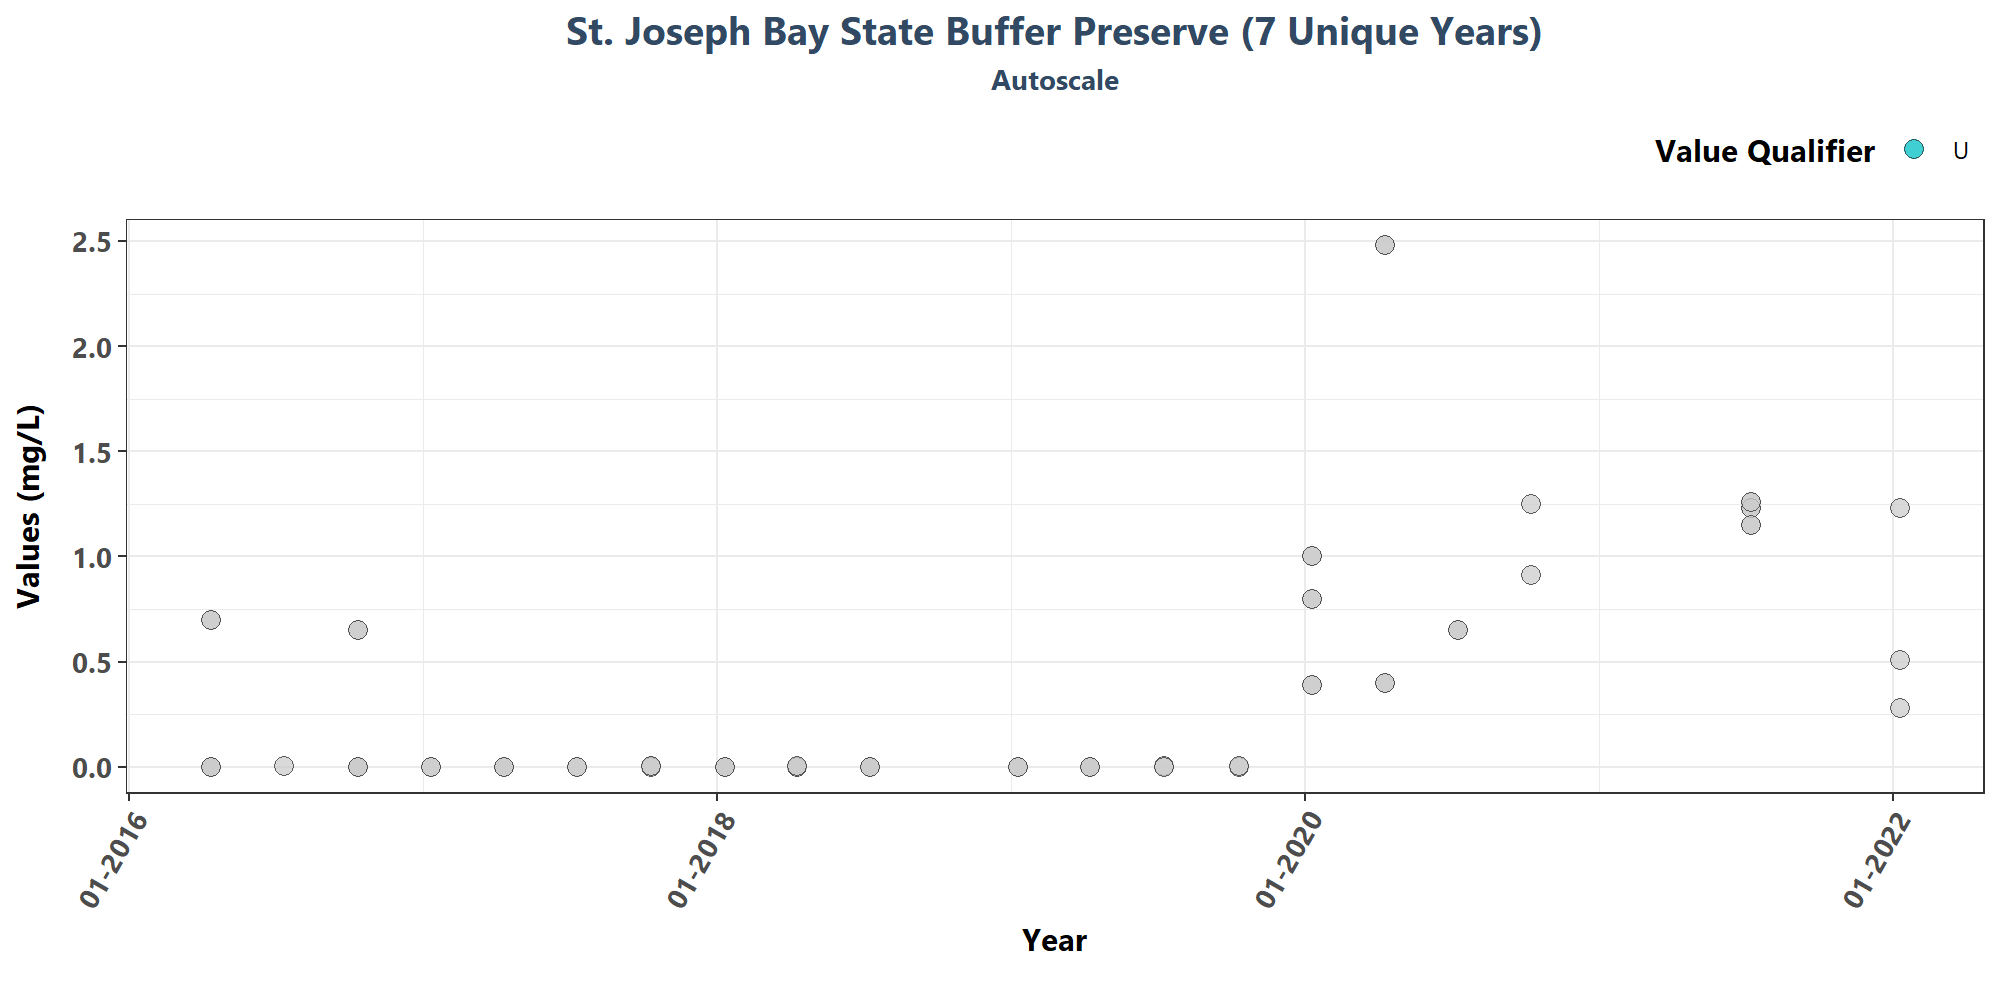 St. Joseph Bay State Buffer Preserve (7 Unique Years)
Autoscale
Value Qualifier U
Values (mg/L)
2.5
2.0
1.5
1.0
0.5
0.0
01-2016 01-2018 01-2020 01-2022
Year